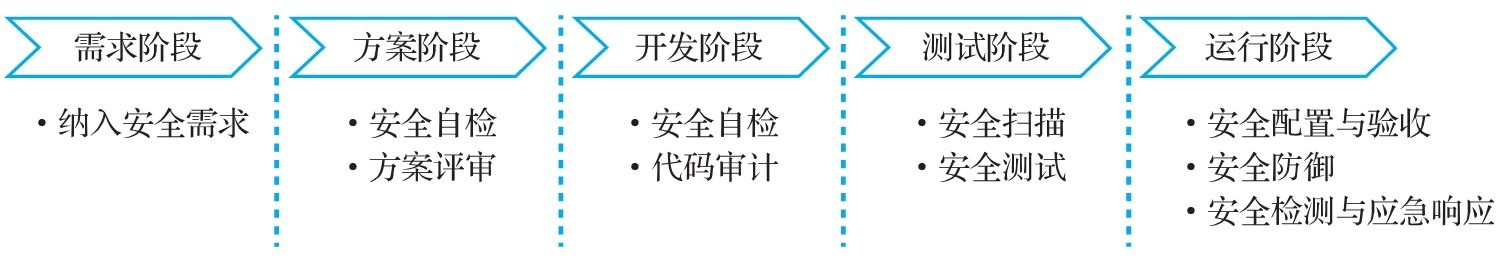 需求阶段
方案阶段
开发阶段
测试阶段
运行阶段
·纳入安全需求
·安全自检
·方案评审
·安全自检
·代码审计
·安全扫描
·安全测试
·安全配置与验收
·安全防御
·安全检测与应急响应